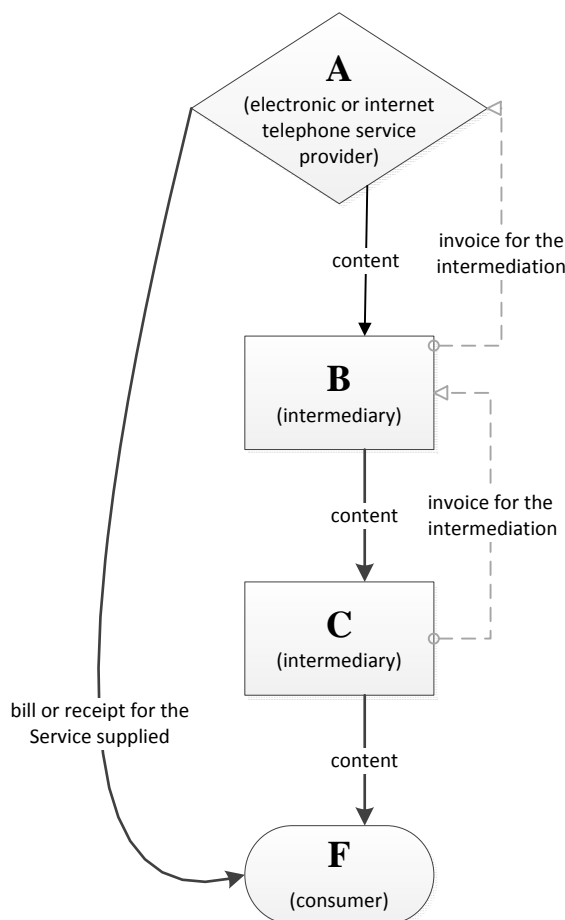 A
(electronic or internet
telephone service
provider)
invoice for the
intermediation
content
B
(intermediary)
content
invoice for the
intermediation
C
(intermediary)
bill or receipt for the
Service supplied
content
F
(consumer)